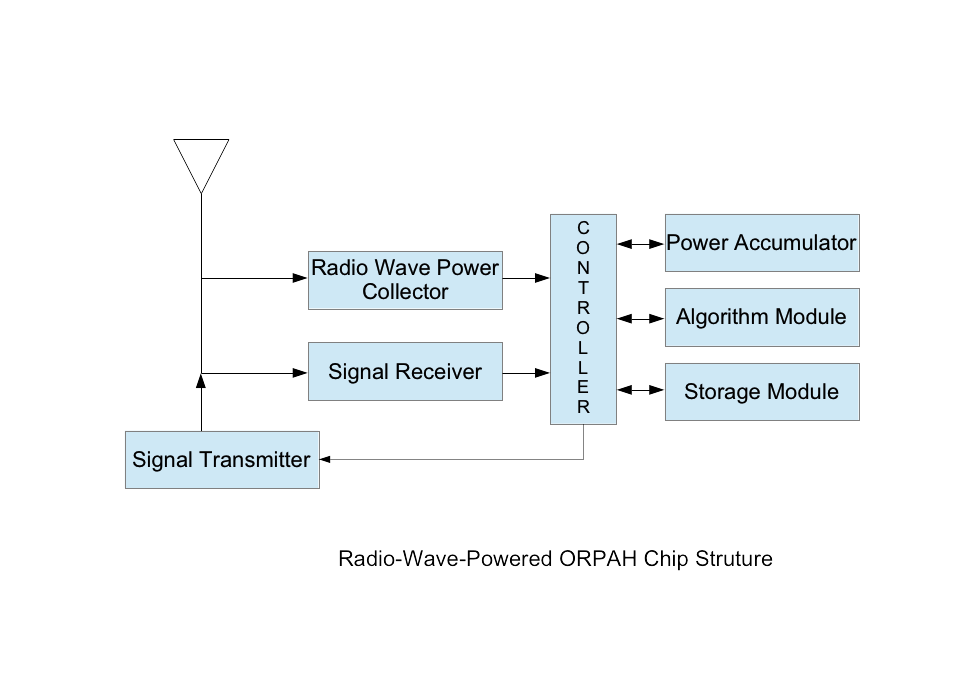 Radio Wave Power
Collector
Signal Receiver
Signal Transmitter
CONTROLLER
Power Accumulator
Algorithm Module
Storage Module
Radio-Wave-Powered ORPAH Chip Struture